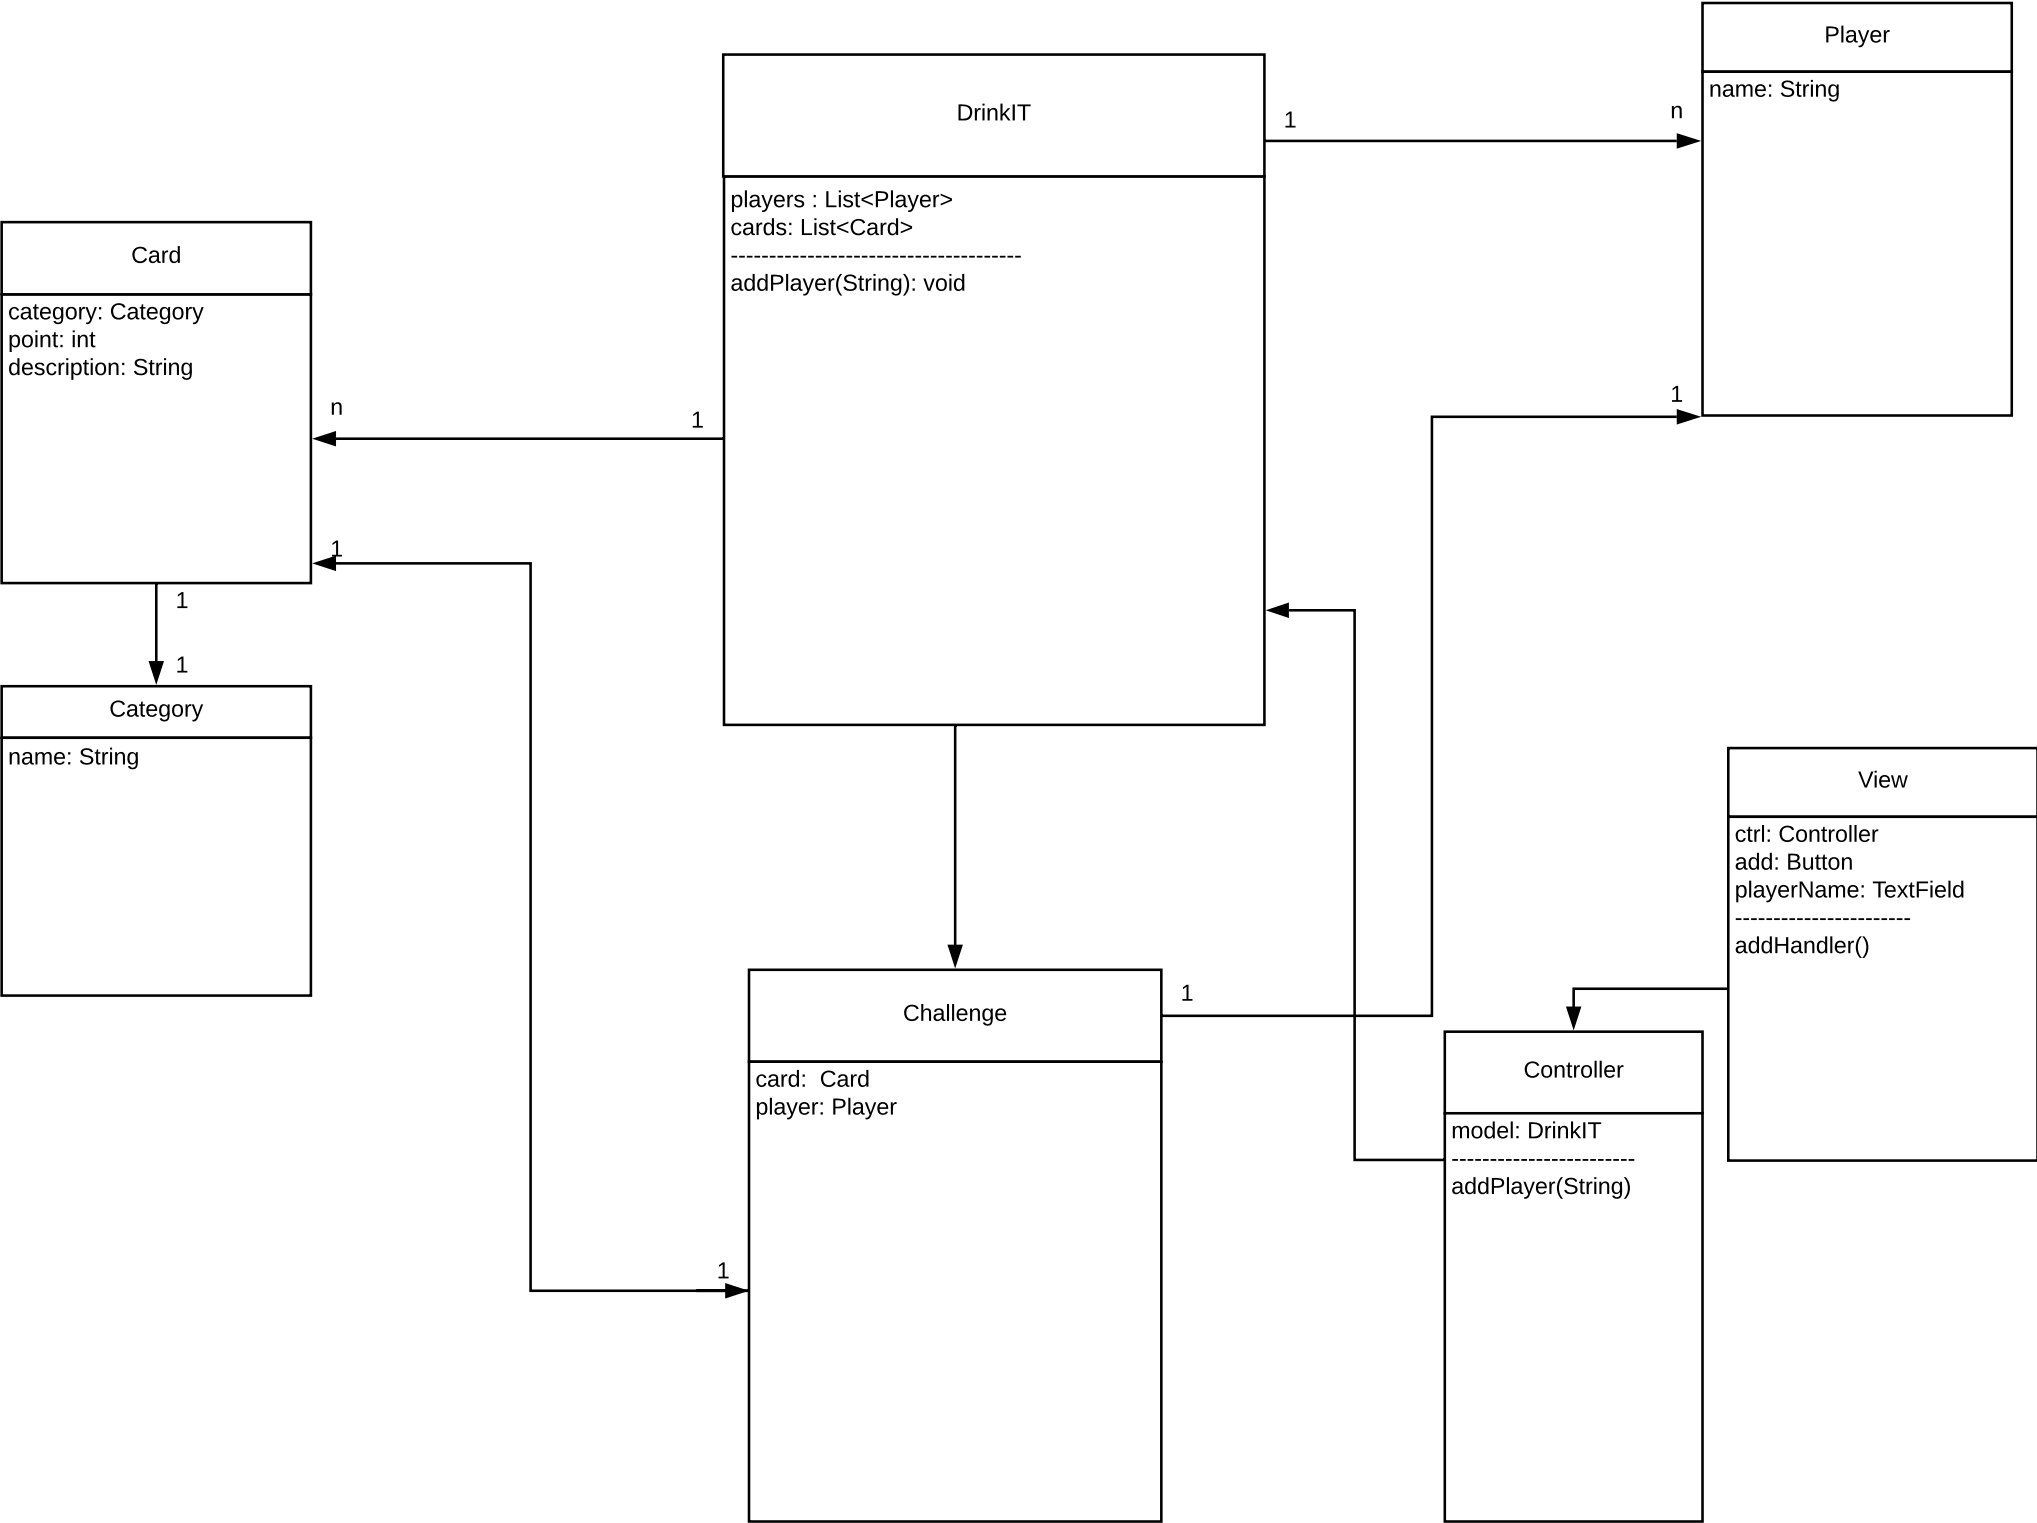 Player
name: String
DrinkIT
players : List<Player>
cards: List<Card>
--------------------------------------
addPlayer(String): void
1
n
Card
category: Category
point: int
description: String
n
1
1
1
1
1
Category
name: String
View
ctrl: Controller
add: Button
playerName: TextField
-----------------------
addHandler()
Challenge
card:  Card
player: Player
1
1
Controller
model: DrinkIT
------------------------
addPlayer(String)